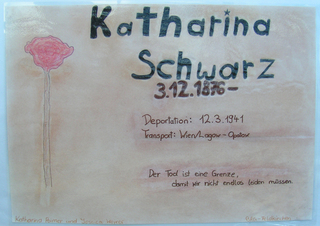 Katharina
Schwarz
3.12.1876-
Deportation: 12.3.1941
Transport: Wien/Lagow-Opatow
Der Tod ist eine Grenze,
damit wir nicht endlos leiden müssen.